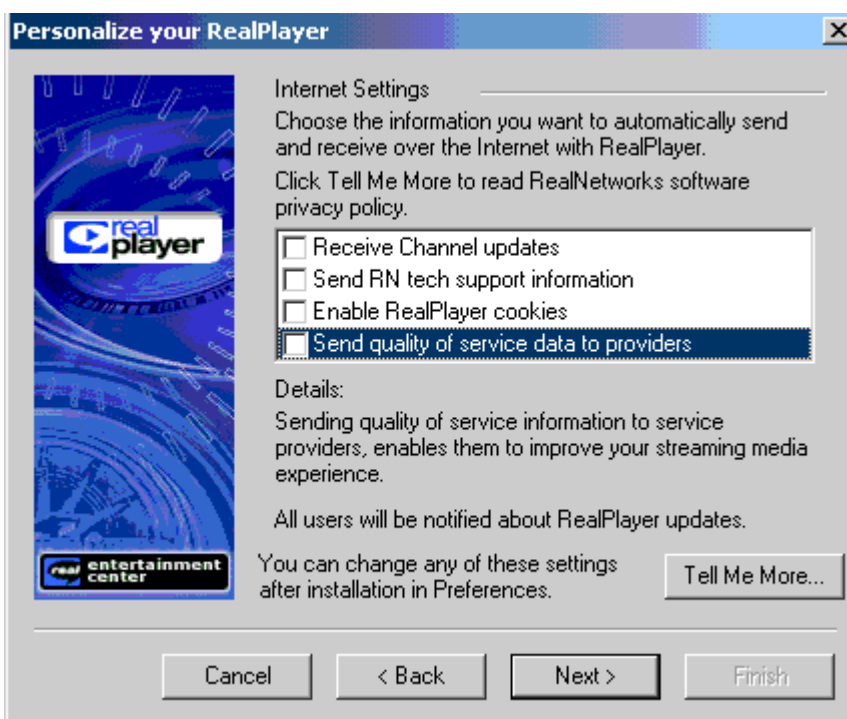 Personalize your RealPlayer
Internet Settings
Choose the information you want to automatically send
and receive over the Internet with RealPlayer.
Click Tell Me More to read RealNetworks software
privacy policy.
real
player
Receive Channel updates
Send RN tech support information
Enable RealPlayer cookies
Send quality of service data to providers
Details:
Sending quality of service information to service
providers, enables them to improve your streaming media
experience.
All users will be notified about RealPlayer updates.
real entertainment
center
You can change any of these settings
after installation in Preferences.
Tell Me More...
Cancel
< Back
Next >
Finish